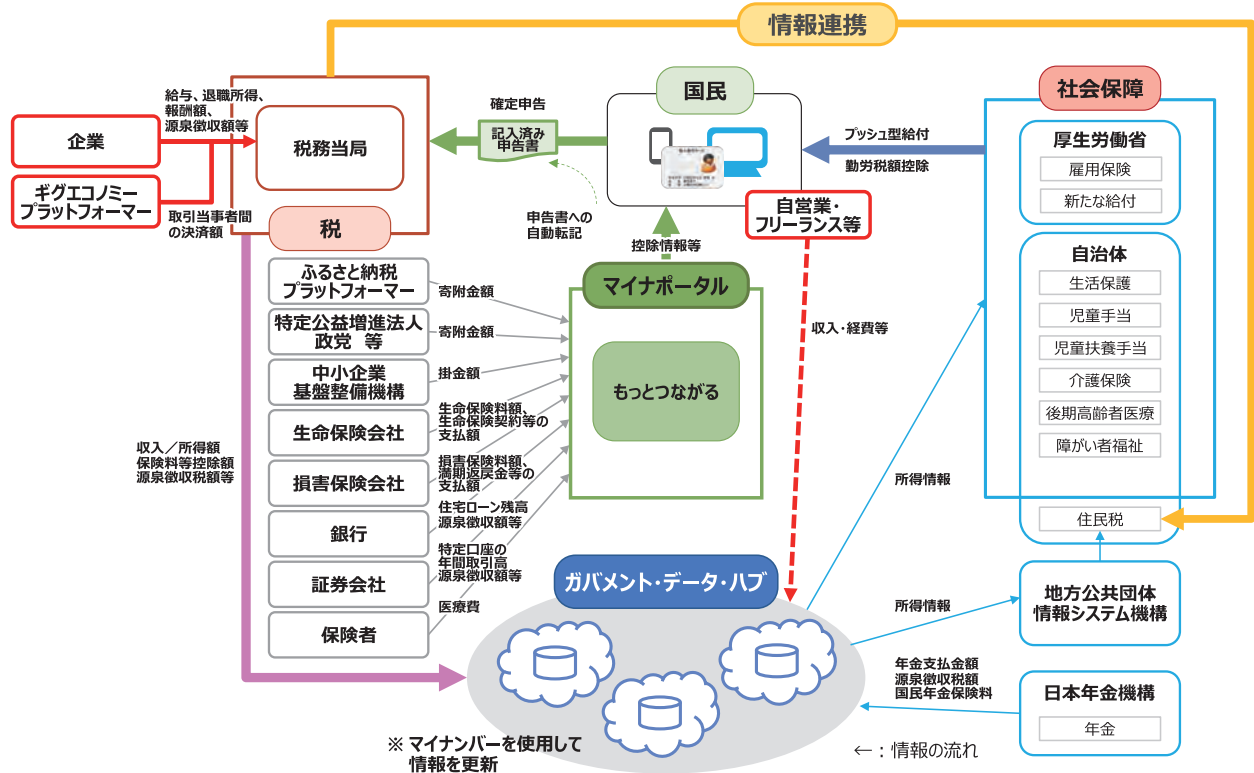 情報連携
給与、退職所得、
報酬額、
源泉徴収額等
企業
ギグエコノミー
プラットフォーマー
取引当事者間
の決済額
税務当局
税
確定申告
記入済み
申告書
申告書への
自動転記
国民
自営業・
フリーランス等
控除情報等
プッシュ型給付
勤労税額控除
社会保障
厚生労働省
雇用保険
新たな給付
自治体
生活保護
児童手当
児童扶養手当
介護保険
後期高齢者医療
障がい者福祉
住民税
ふるさと納税
プラットフォーマー
寄附金額
特定公益増進法人
政党 等
寄附金額
中小企業
基盤整備機構
掛金額
生命保険会社
生命保険料額、
生命保険契約等の
支払額
損害保険会社
損害保険料額、
満期返戻金等の
支払額
銀行
住宅ローン残高
源泉徴収額等
証券会社
特定口座の
年間取引高
源泉徴収額等
保険者
医療費
マイナポータル
もっとつながる
収入・経費等
収入/所得額
保険料等控除額
源泉徴収税額等
ガバメント・データ・ハブ
所得情報
所得情報
地方公共団体
情報システム機構
年金支払金額
源泉徴収税額
国民年金保険料
日本年金機構
年金
※ マイナンバーを使用して
情報を更新
←:情報の流れ